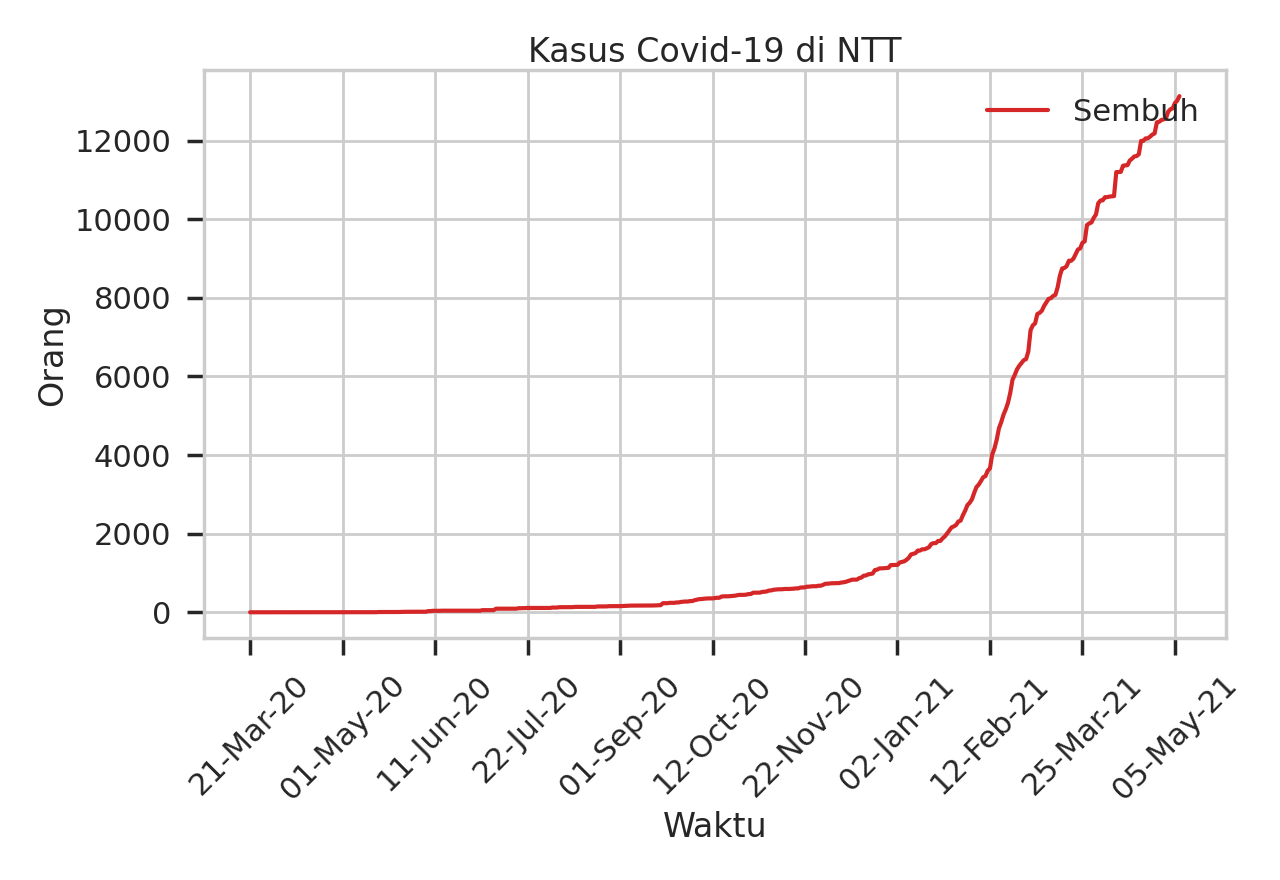 Kasus Covid-19 di NTT
Sembuh
12000
10000
8000
6000
4000
2000
0
Orang
21-Mar-20
01-May-20
11-Jun-20
22-Jul-20
01-Sep-20
12-Oct-20
22-Nov-20
02-Jan-21
12-Feb-21
25-Mar-21
05-May-21
Waktu